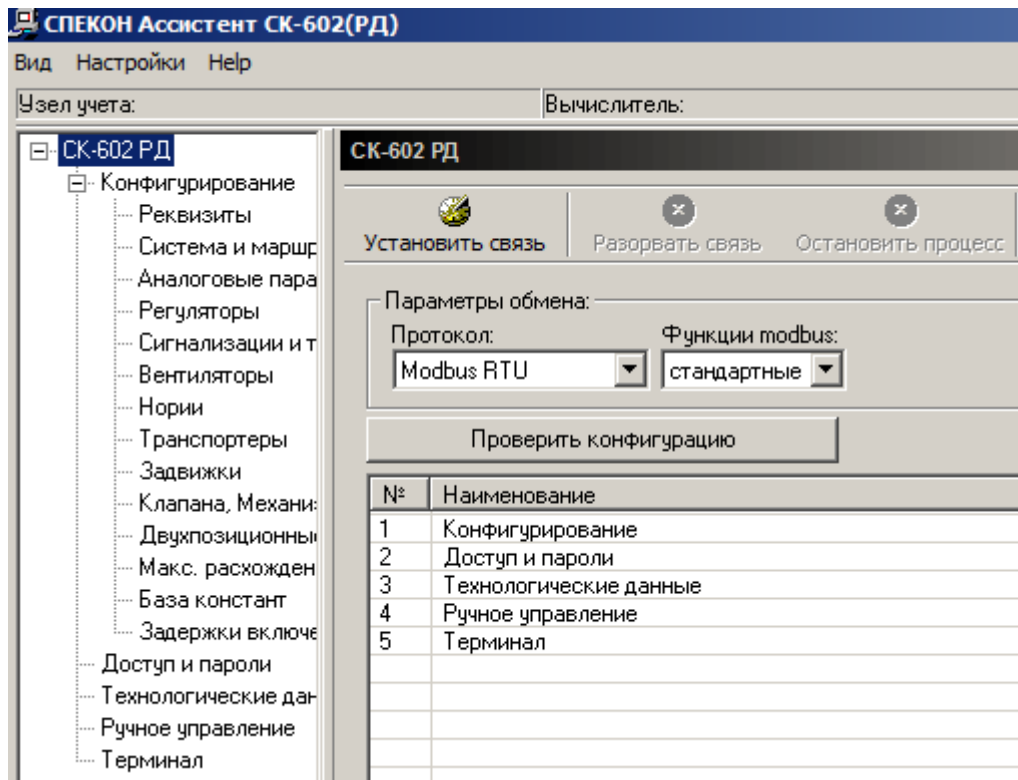 СПЕКОН Ассистент СК-602(РД)
Вид Настройки Help
Узел учета: Вычислитель:
СК-602 РД
Конфигурирование
Реквизиты
Система и маршр
Аналоговые пара
Регуляторы
Сигнализации и т
Вентиляторы
Нории
Транспортеры
Задвижки
Клапана, Механи
Двухпозиционны
Макс. расхожден
База констант
Задержки включе
Доступ и пароли
Технологические дан
Ручное управление
Терминал
СК-602 РД
Установить связь Разорвать связь Остановить процесс
Параметры обмена:
Протокол: Функции modbus:
Modbus RTU стандартные
Проверить конфигурацию
№ Наименование
1 Конфигурирование
2 Доступ и пароли
3 Технологические данные
4 Ручное управление
5 Терминал